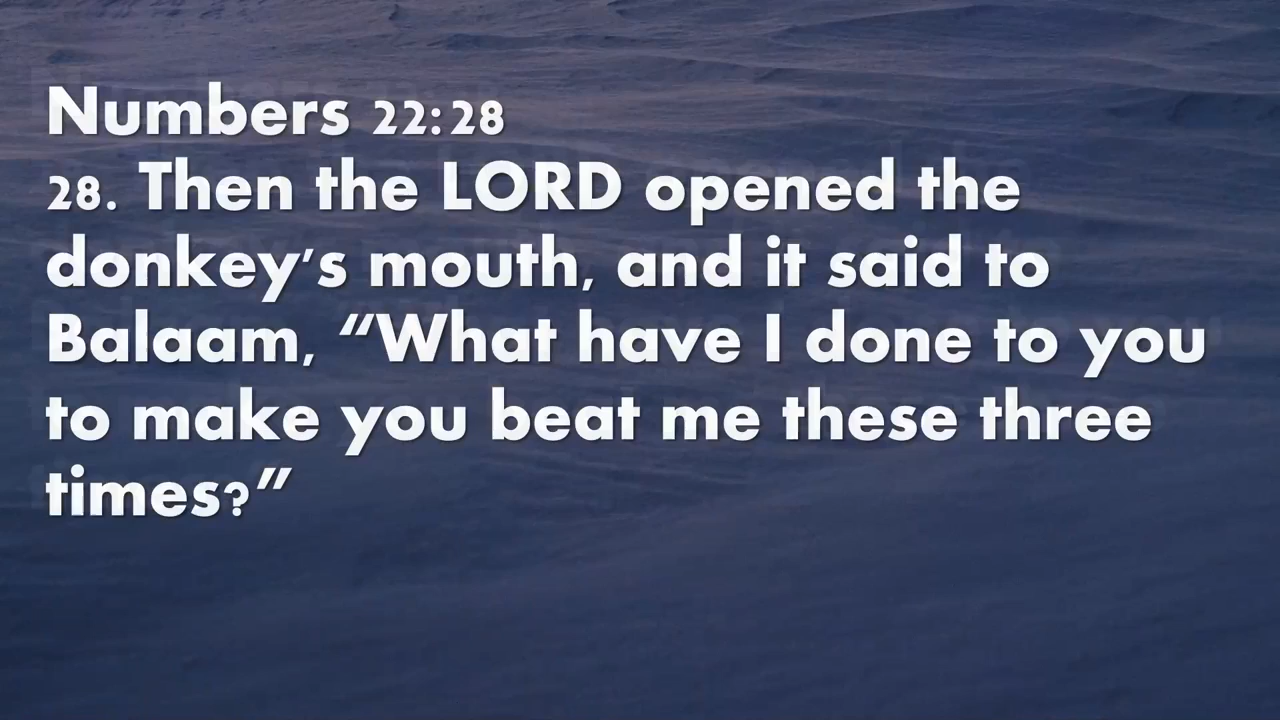 Numbers 22:28
28. Then the LORD opened the
donkey's mouth, and it said to
Balaam, “What have I done to you
to make you beat me these three
times?”